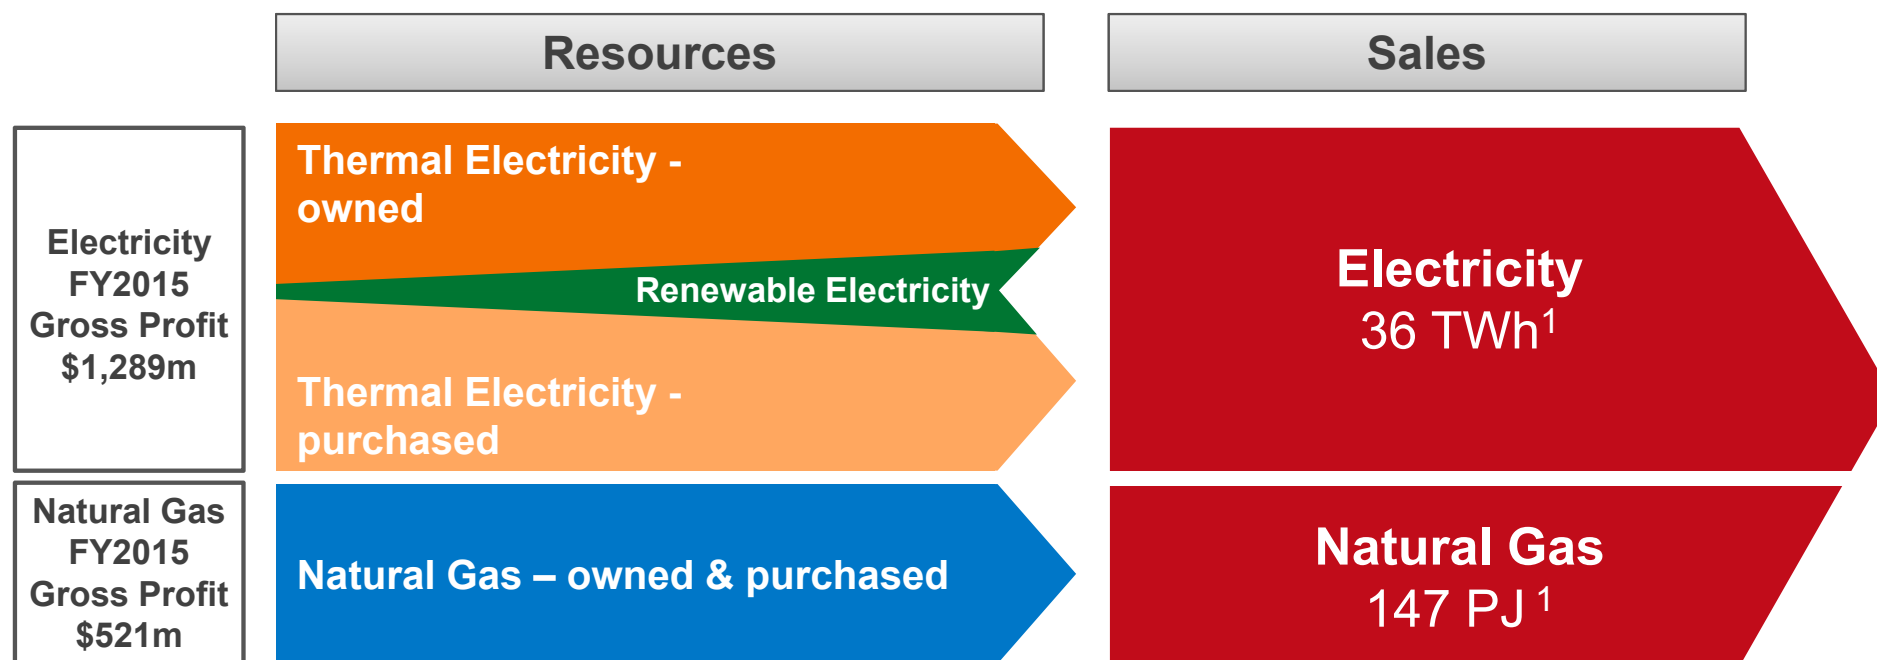 Resources
Sales
Electricity
FY2015
Gross Profit
$1,289m
Thermal Electricity -
owned
Renewable Electricity
Thermal Electricity -
purchased
Electricity
36 TWh¹
Natural Gas
FY2015
Gross Profit
$521m
Natural Gas – owned & purchased
Natural Gas
147 PJ ¹